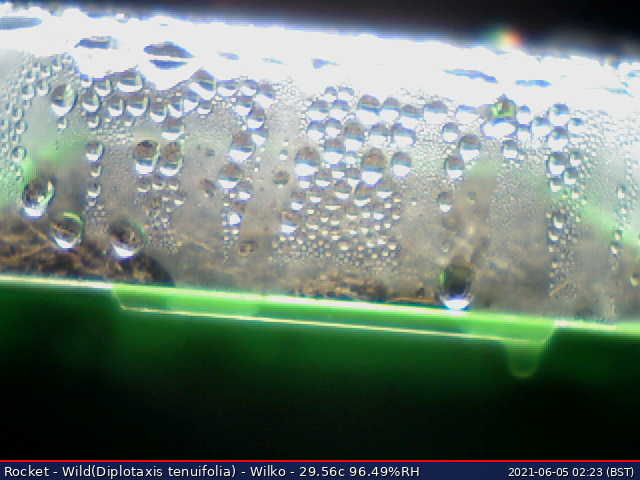 Rocket - Wild(Diplotaxis tenuifolia) - Wilko - 29.56c 96.49%RH
2021-06-05 02:23 (BST)